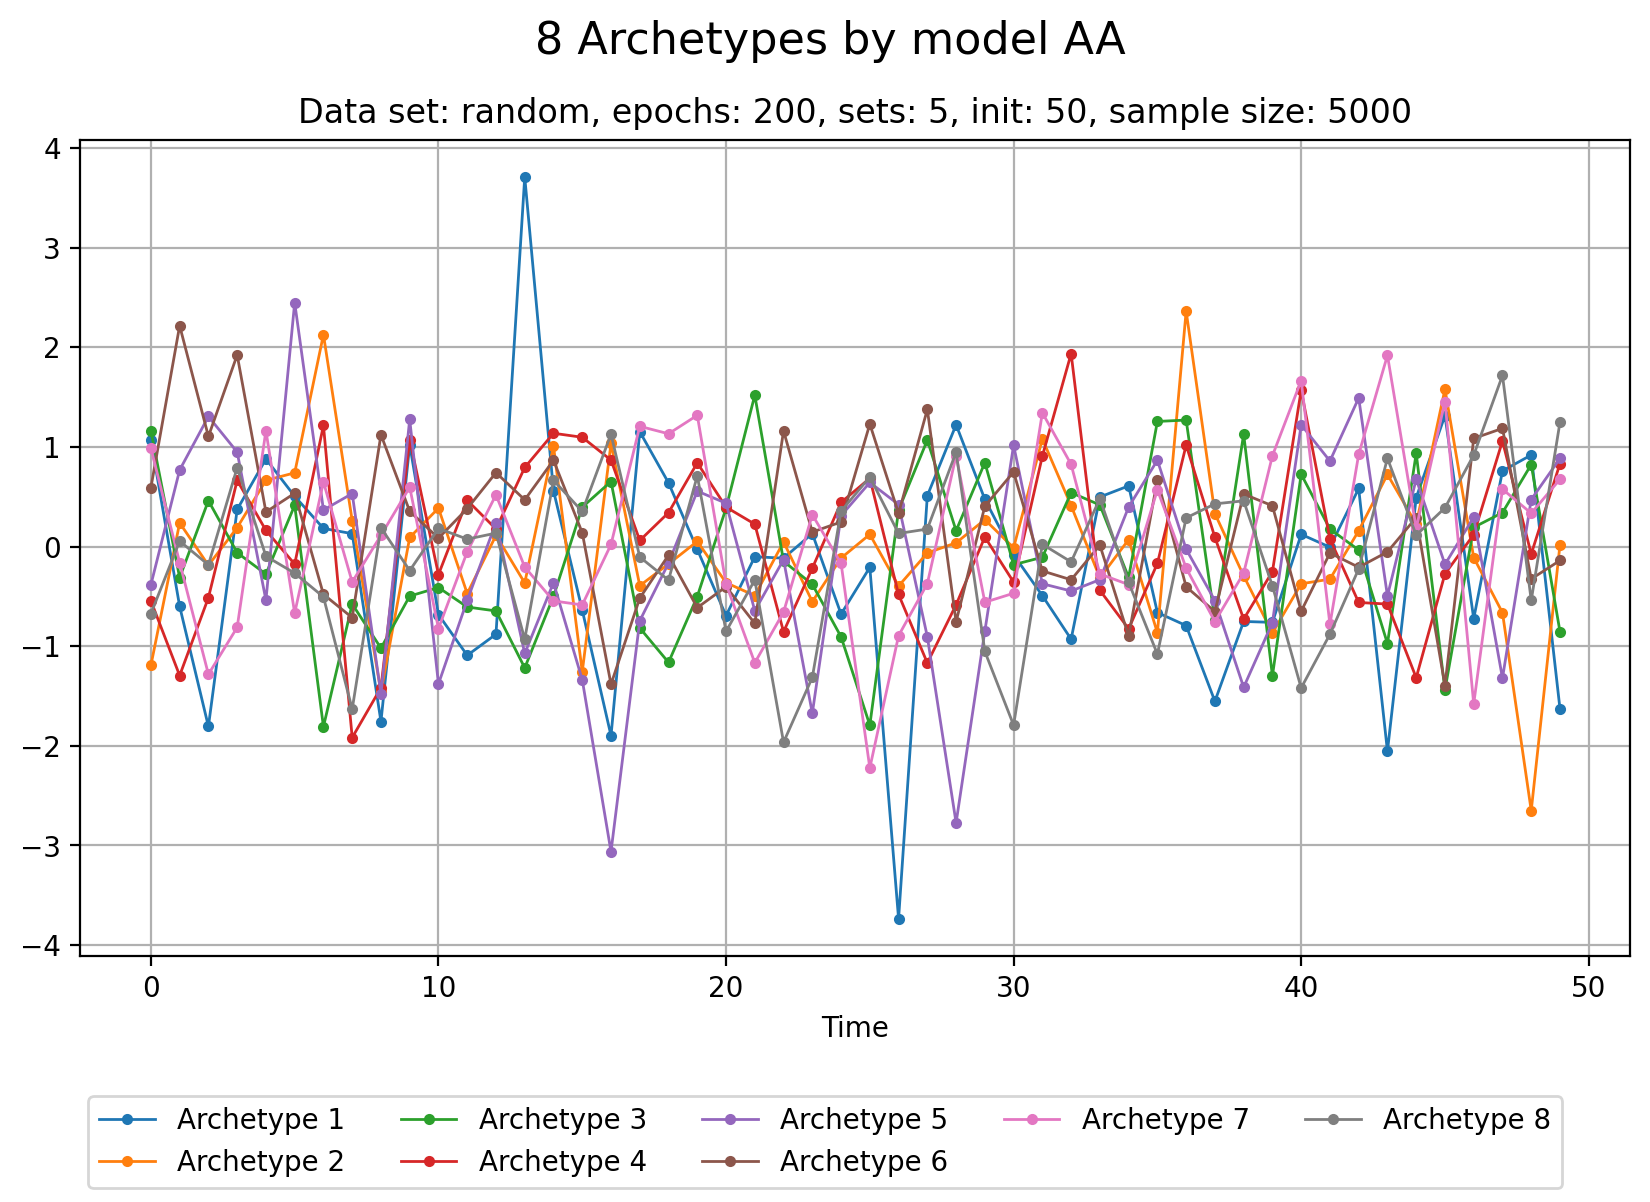 8 Archetypes by model AA
Data set: random, epochs: 200, sets: 5, init: 50, sample size: 5000
4
3
2
1
0
−1
−2
−3
−4
0 10 20 30 40 50
Time
Archetype 1 Archetype 3 Archetype 5 Archetype 7 Archetype 8
Archetype 2 Archetype 4 Archetype 6